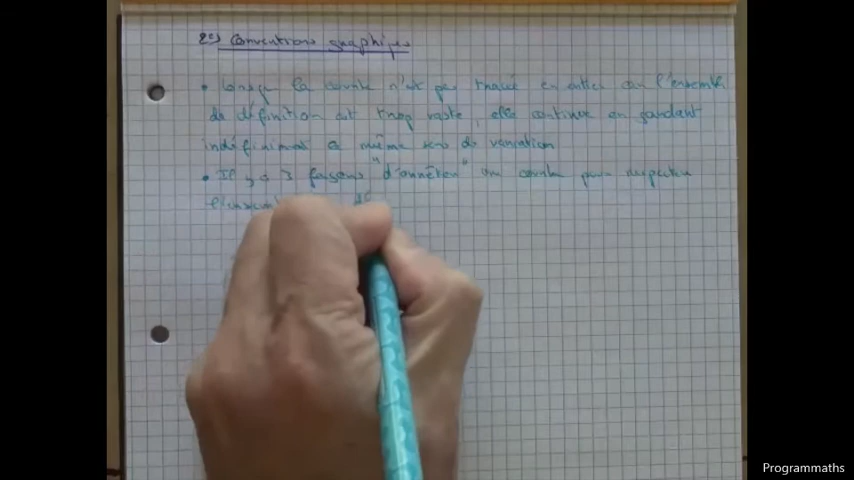 2°) Conventions graphiques
• Lorsque la courbe n'est pas tracée en entier car l'ensemble
de définition est trop vaste, elle continue en gardant
indéfiniment le même sens de variation
• Il y a 3 façons "d'arrêter" une courbe pour respecter
l'ensemble
Programmaths